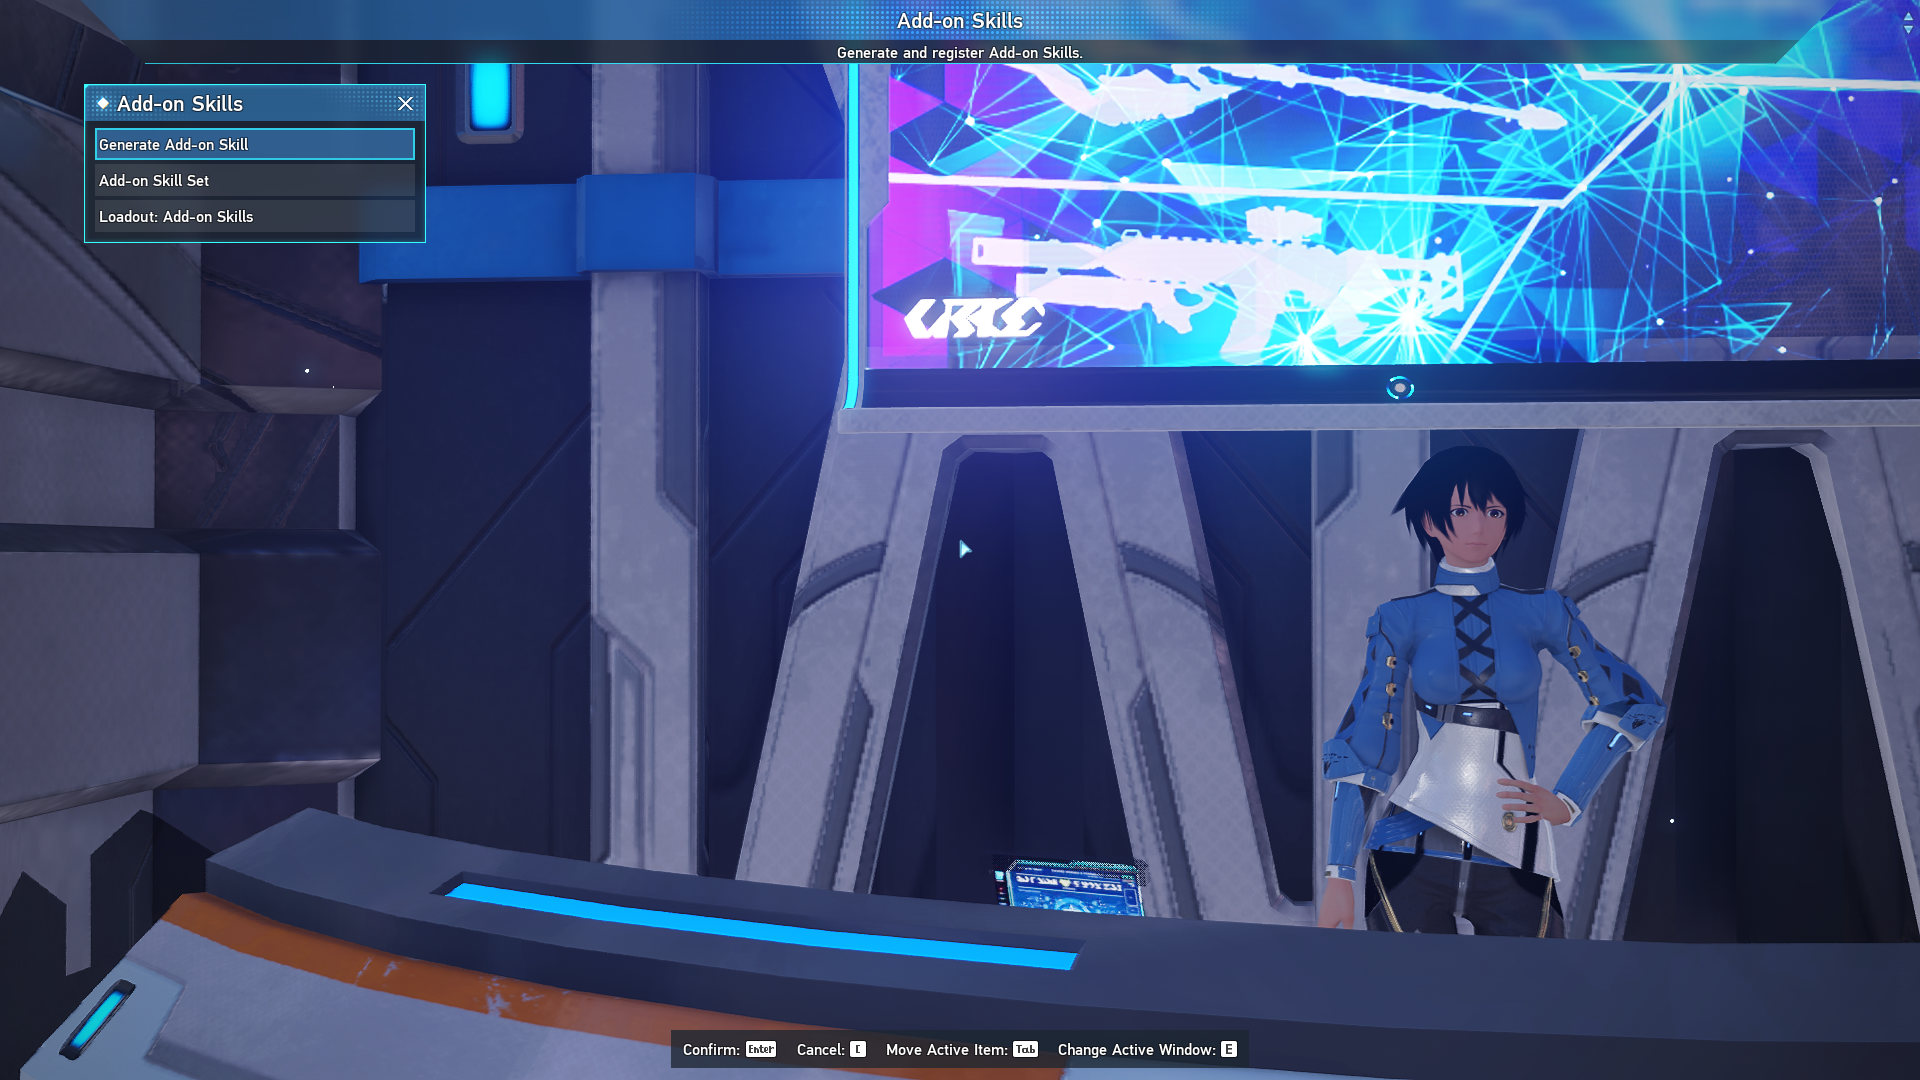 Add-on Skills
Generate and register Add-on Skills.
Add-on Skills
Generate Add-on Skill
Add-on Skill Set
Loadout: Add-on Skills
Confirm: Enter Cancel: C Move Active Item: Tab Change Active Window: E